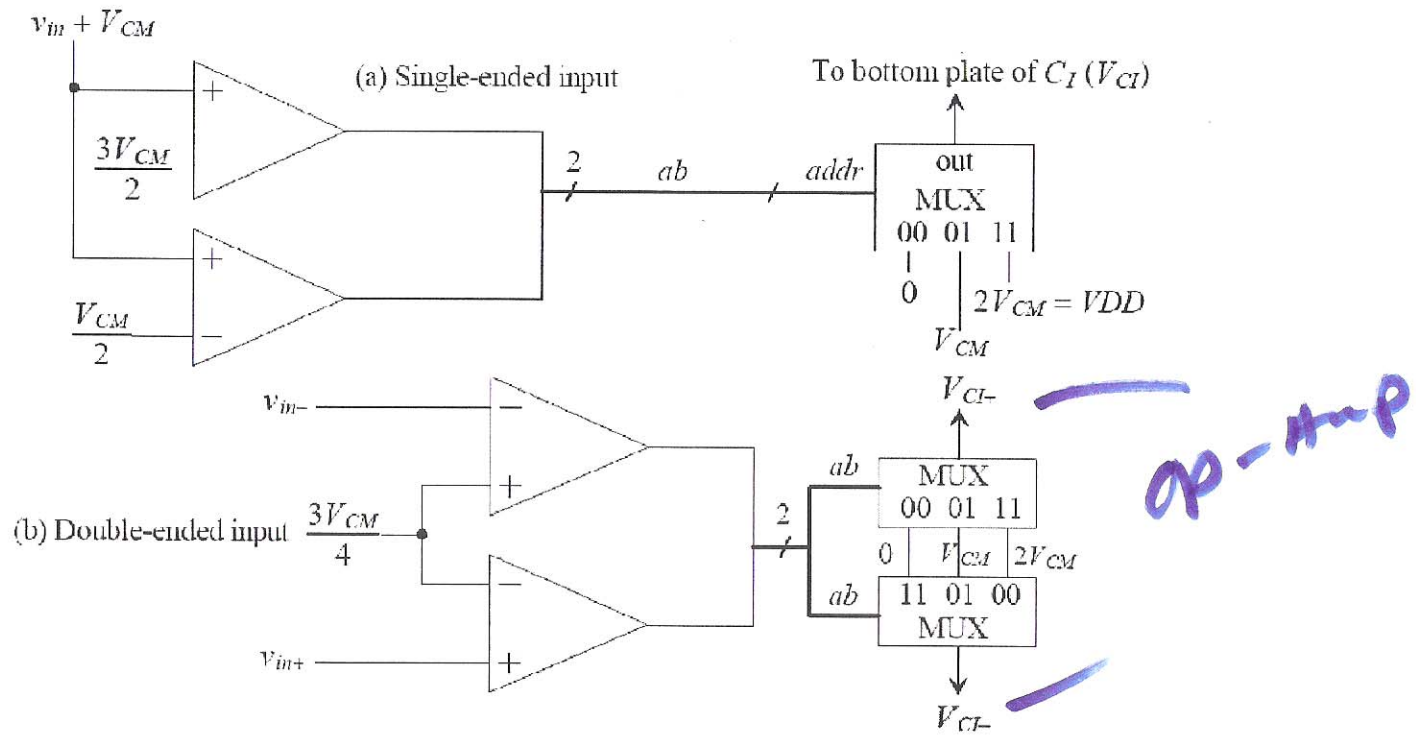 v_in + V_CM
(a) Single-ended input
To bottom plate of C_I (V_CI)
+
3V_CM/2
2
ab
addr
out
MUX
00 01 11
0
2V_CM = VDD
V_CM
+
V_CM/2
−
V_CI+
v_in−
−
+
op-Amp
ab
MUX
00 01 11
(b) Double-ended input
3V_CM/4
2
0
V_CM
2V_CM
−
ab
11 01 00
MUX
v_in+
+
V_CI−